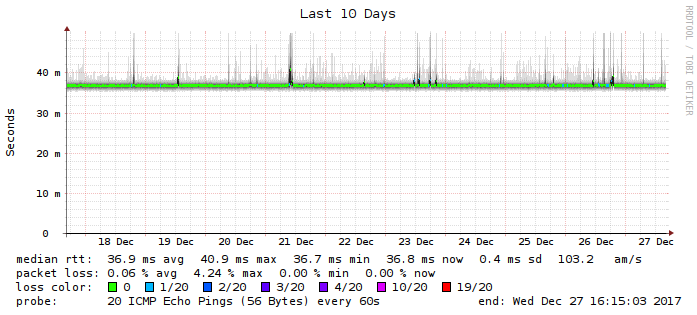 Last 10 Days
RRDTOOL / TOBI OETIKER
Seconds
40 m
30 m
20 m
10 m
0
18 Dec 19 Dec 20 Dec 21 Dec 22 Dec 23 Dec 24 Dec 25 Dec 26 Dec 27 Dec
median rtt: 36.9 ms avg 40.9 ms max 36.7 ms min 36.8 ms now 0.4 ms sd 103.2 am/s
packet loss: 0.06 % avg 4.24 % max 0.00 % min 0.00 % now
loss color: 0 1/20 2/20 3/20 4/20 10/20 19/20
probe: 20 ICMP Echo Pings (56 Bytes) every 60s end: Wed Dec 27 16:15:03 2017